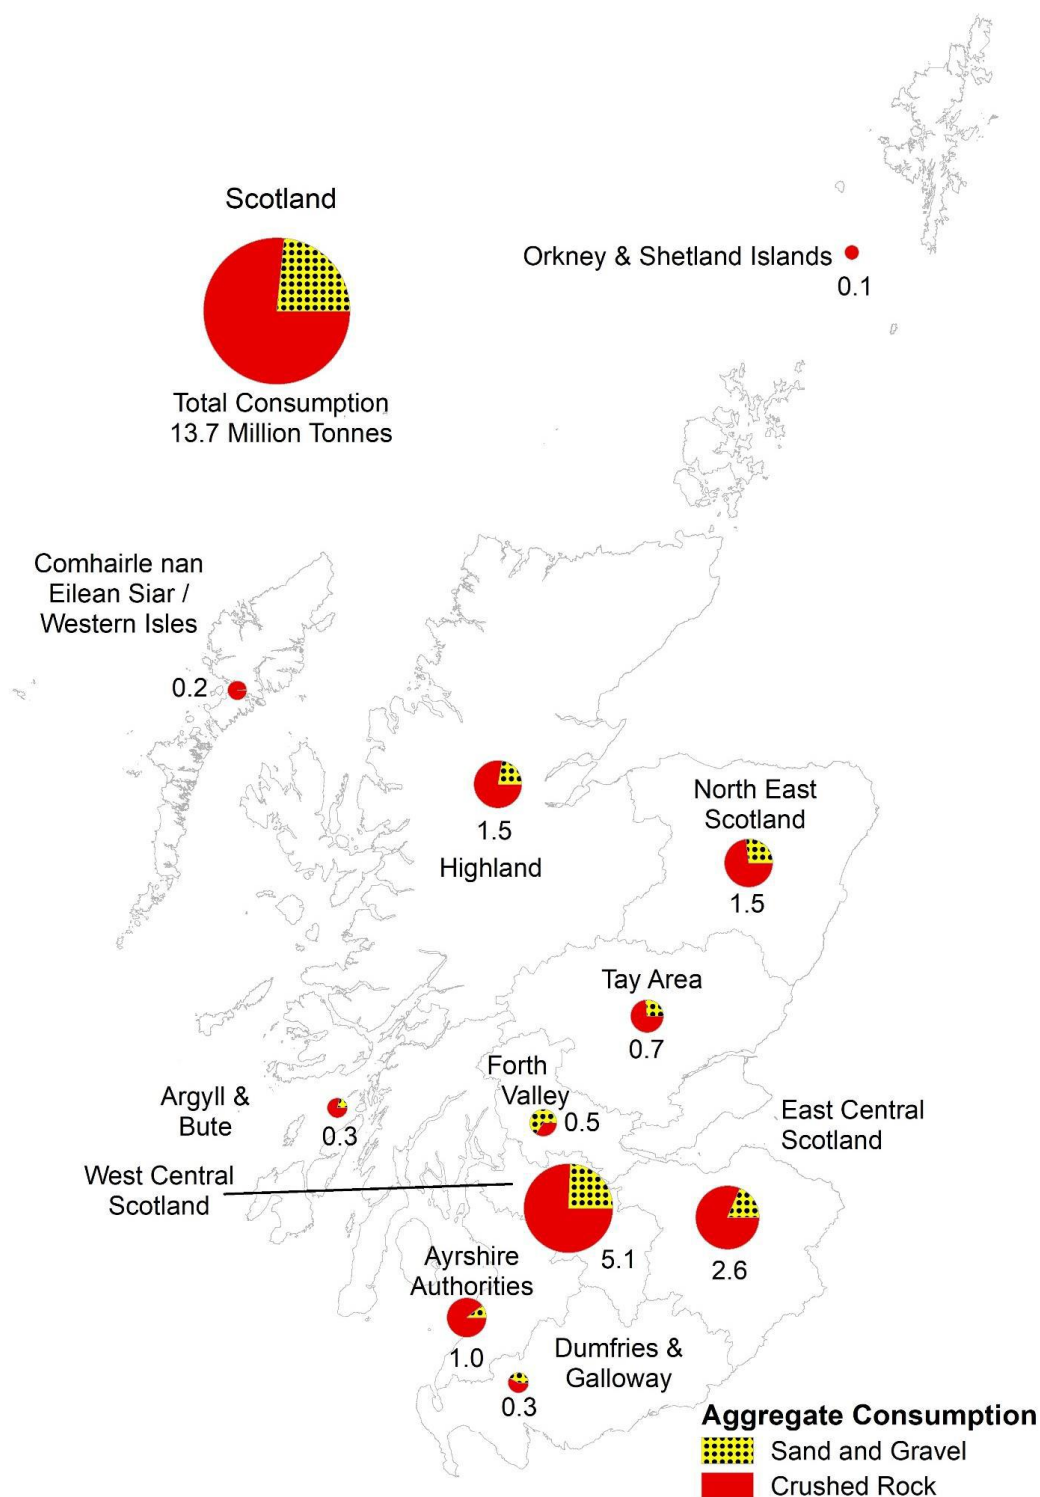 Scotland
Total Consumption
13.7 Million Tonnes
Orkney & Shetland Islands
0.1
Comhairle nan
Eilean Siar /
Western Isles
0.2
1.5
Highland
North East
Scotland
1.5
Tay Area
0.7
Forth
Valley
0.5
Argyll &
Bute
0.3
East Central
Scotland
2.6
West Central
Scotland
5.1
Ayrshire
Authorities
1.0
Dumfries &
Galloway
0.3
Aggregate Consumption
Sand and Gravel
Crushed Rock